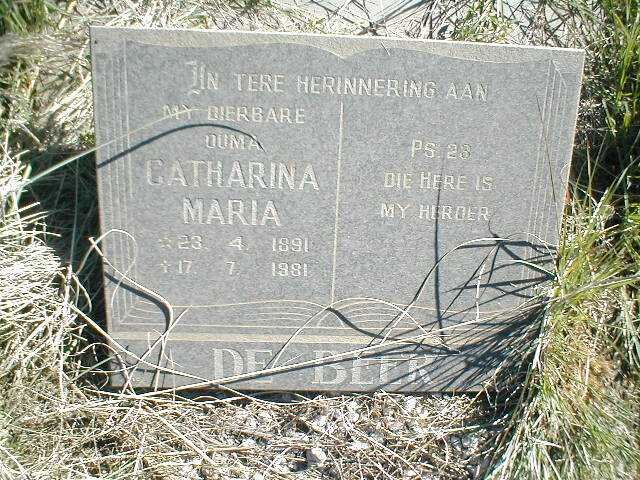 In tere herinnering aan
my dierbare
ouma
Catharina
Maria
☆ 23. 4. 1891
† 17. 7. 1981
Ps. 23
Die Here is
my herder
De Beer